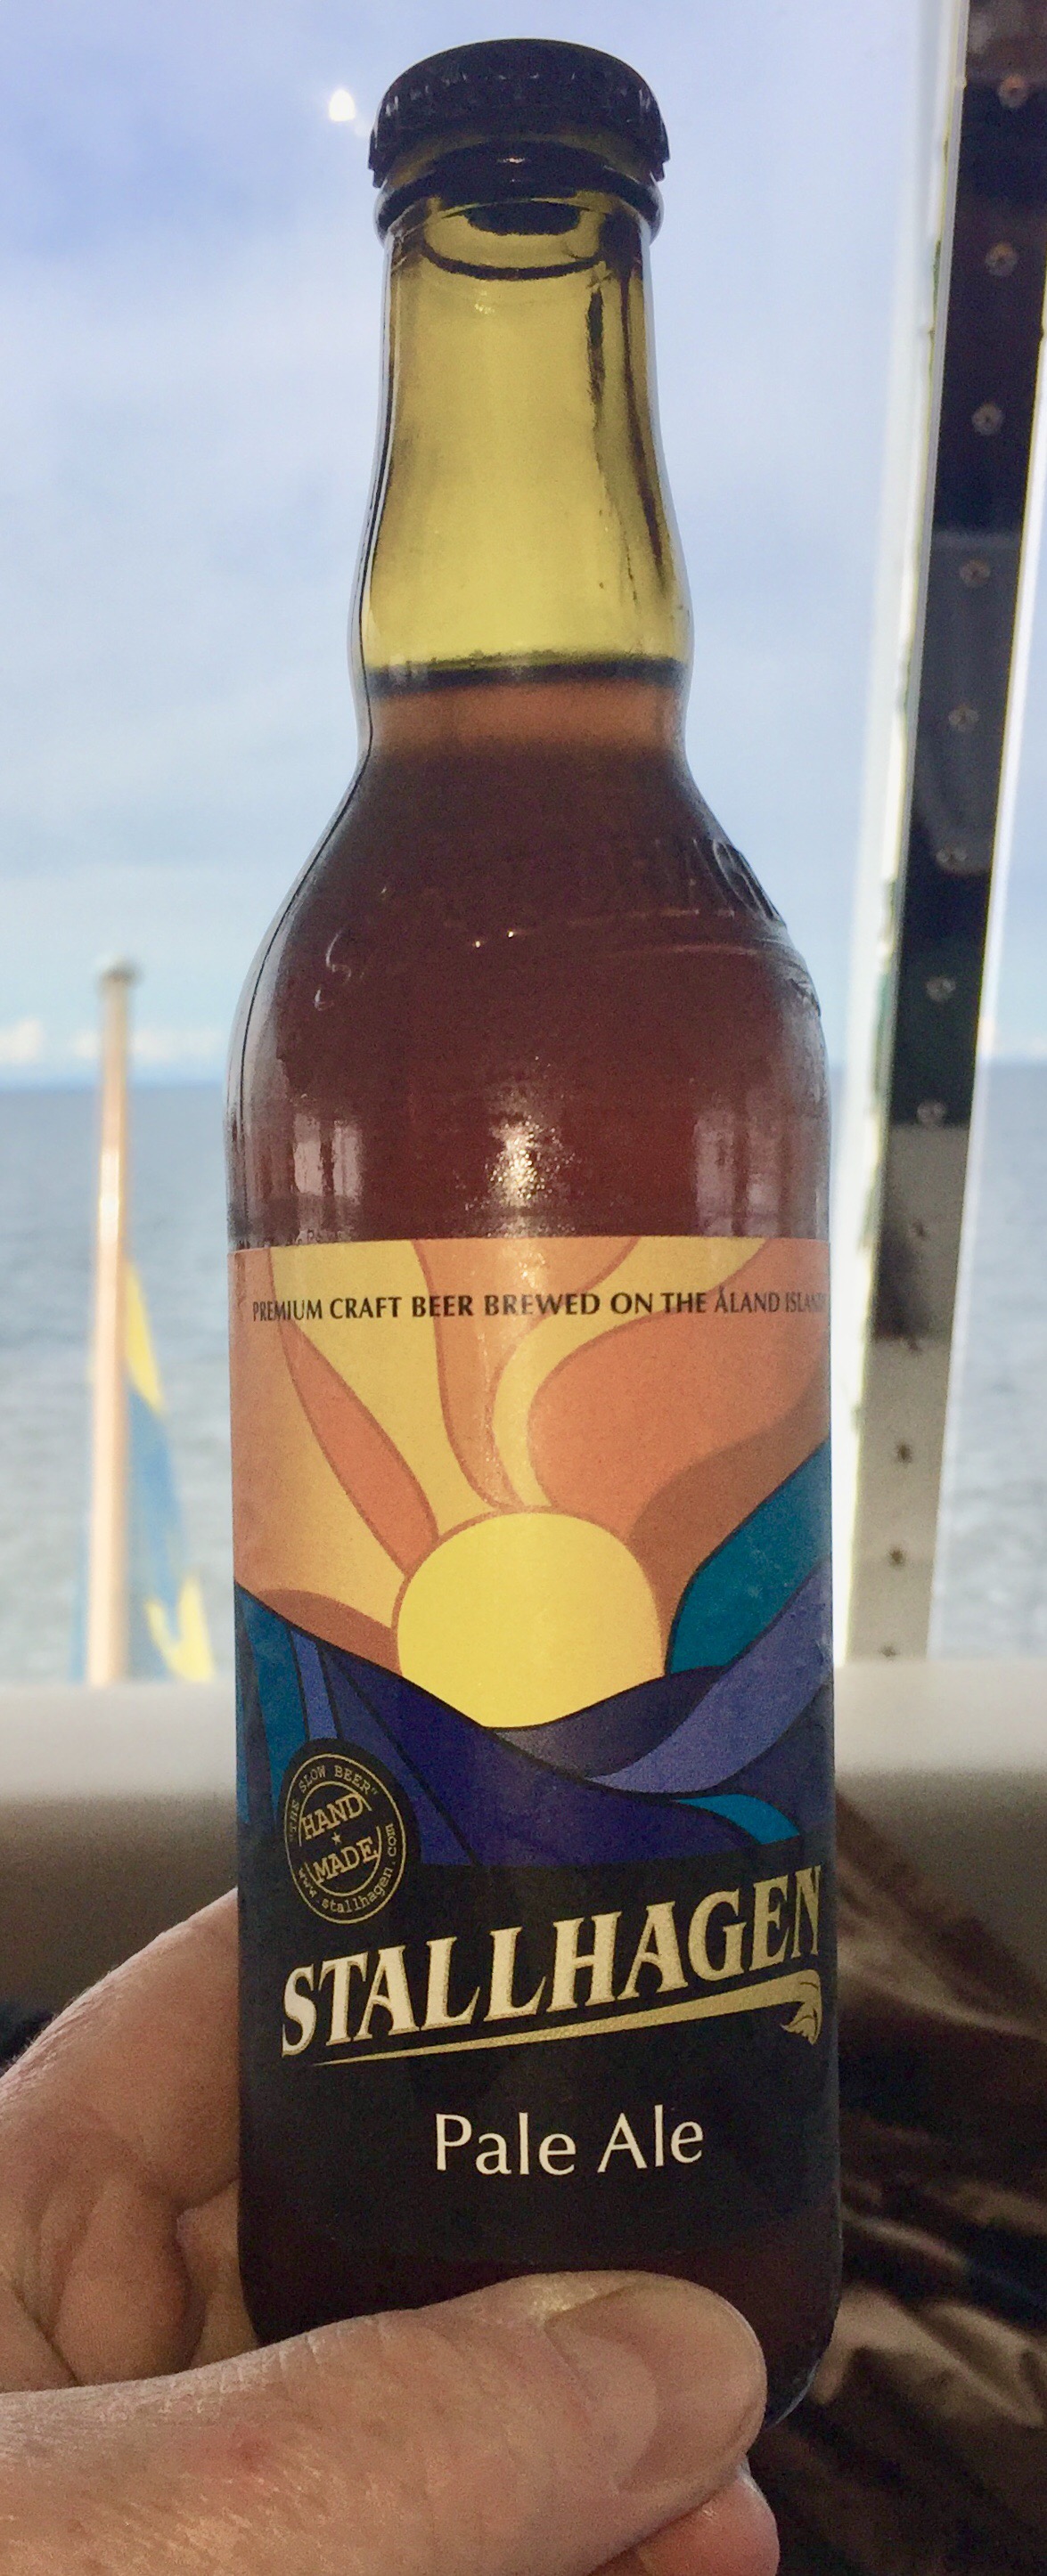 PREMIUM CRAFT BEER BREWED ON THE ÅLAND
"THE SLOW BEER"
HAND
MADE
www.stallhagen.com
STALLHAGEN
Pale Ale